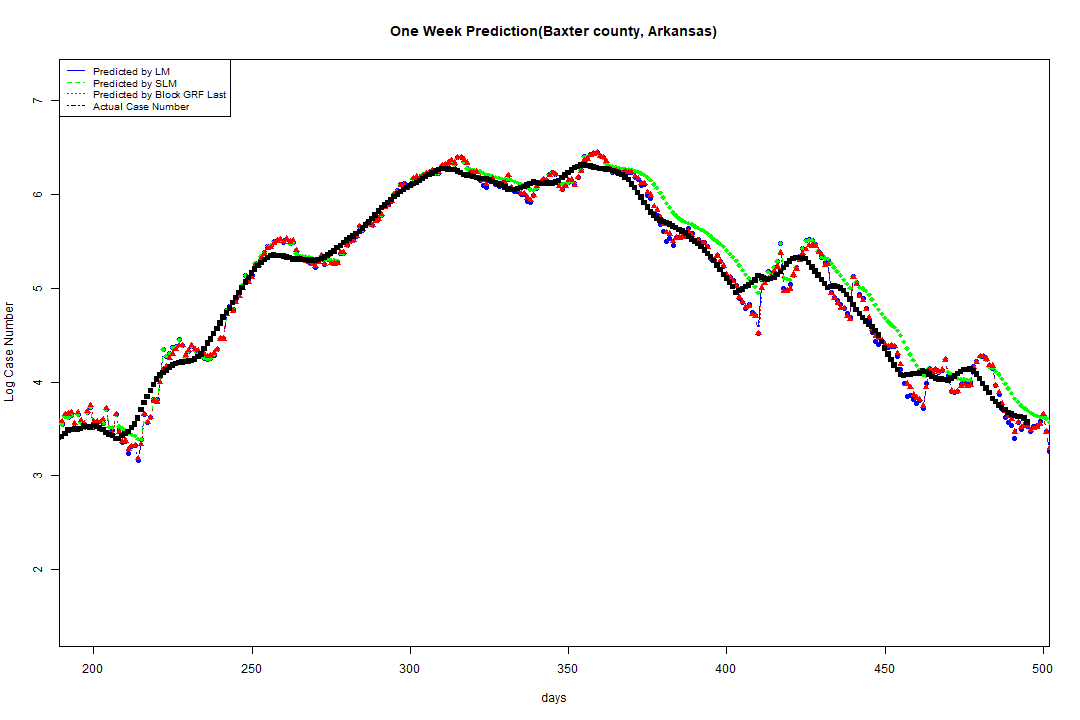 One Week Prediction(Baxter county, Arkansas)
Predicted by LM
Predicted by SLM
Predicted by Block GRF Last
Actual Case Number
7
6
5
4
3
2
Log Case Number
200 250 300 350 400 450 500
days